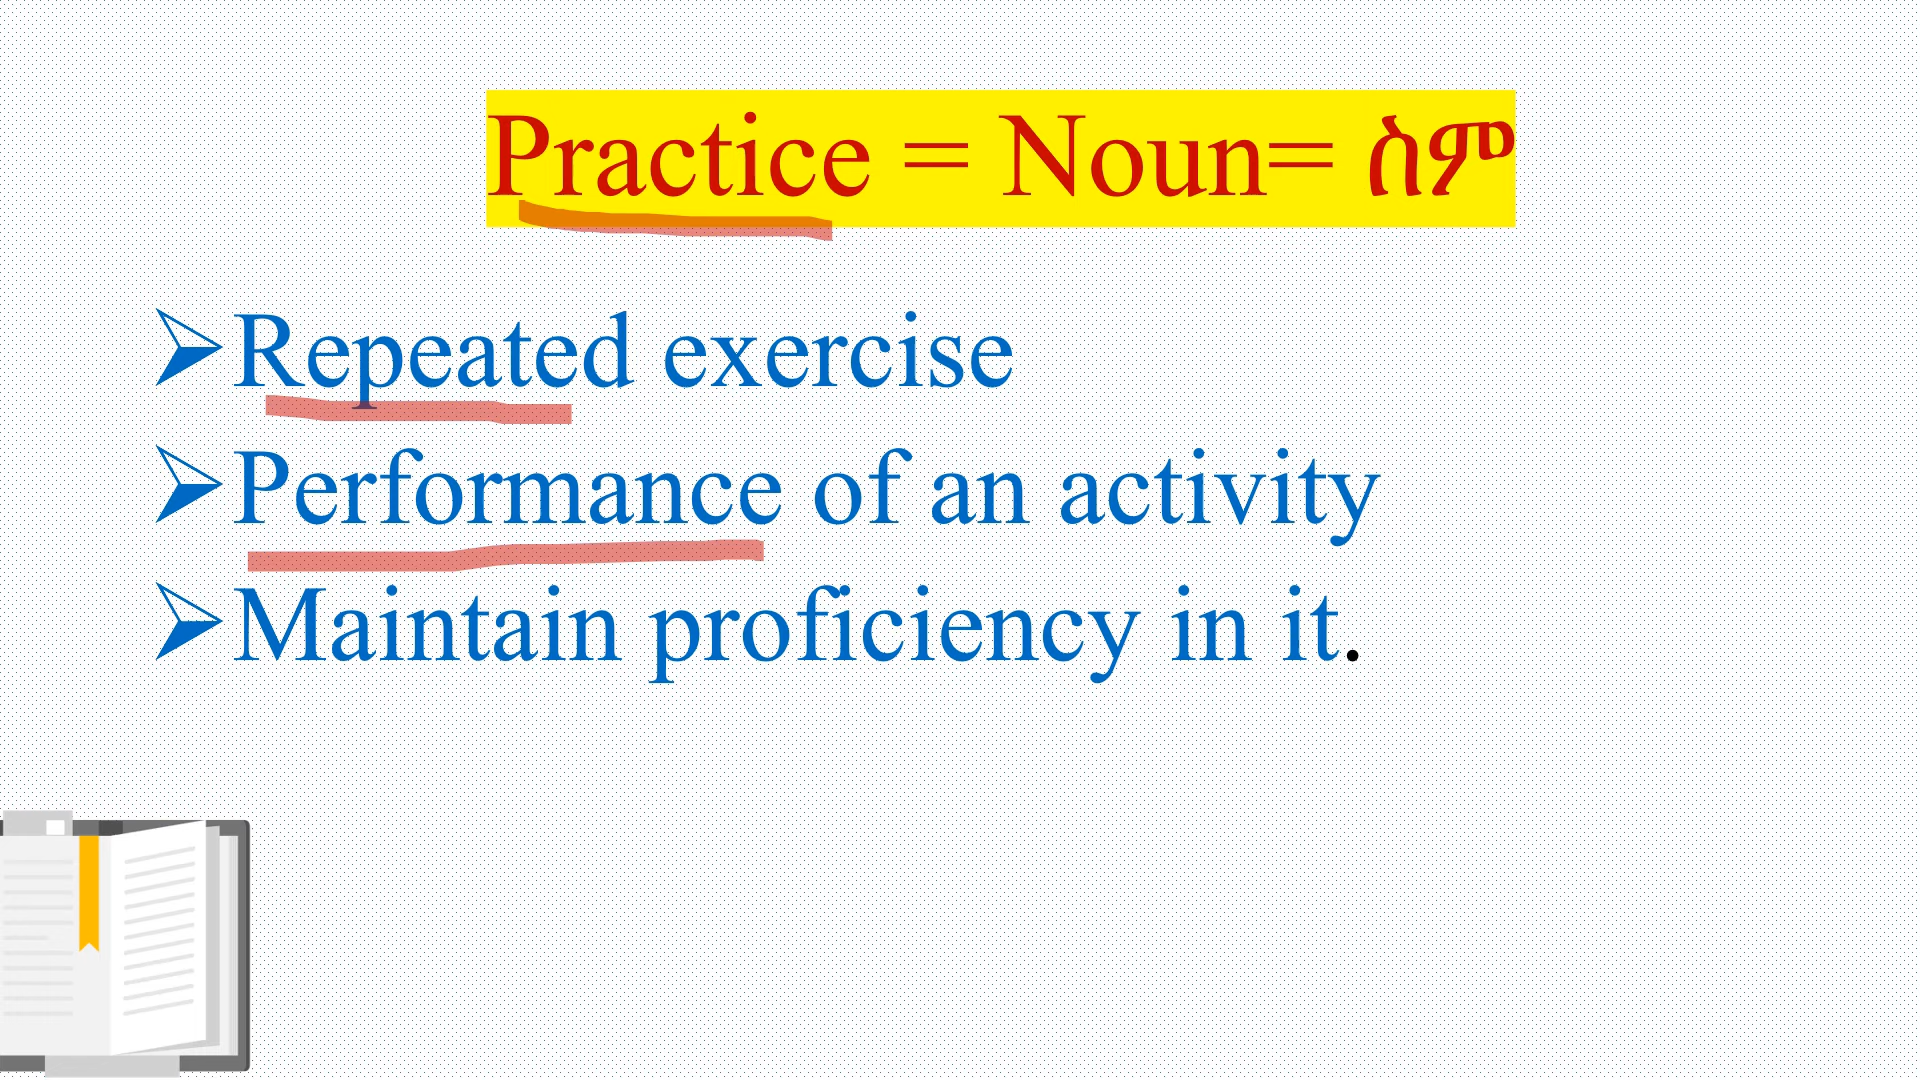 Practice = Noun= ስም
➢Repeated exercise
➢Performance of an activity
➢Maintain proficiency in it.